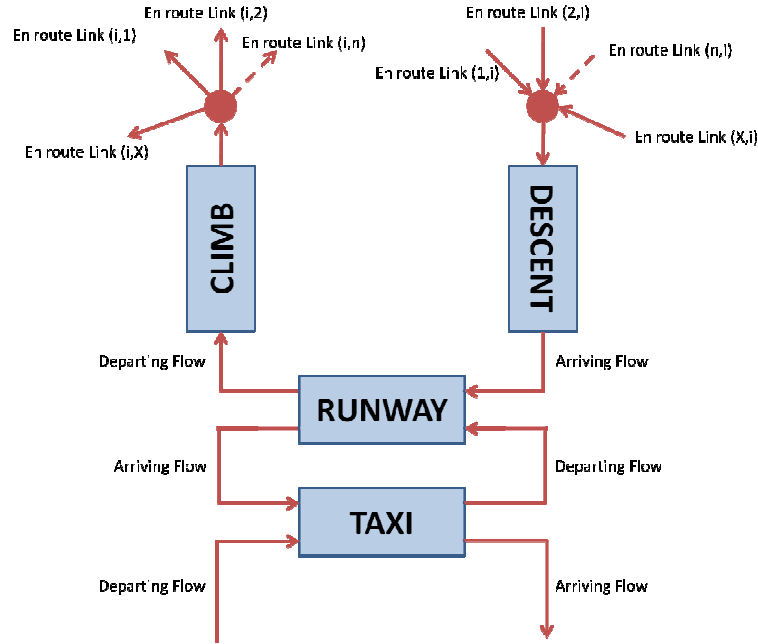 En route Link (i,2)
En route Link (2,i)
En route Link (i,1)
En route Link (i,n)
En route Link (n,I)
En route Link (1,i)
En route Link (X,i)
En route Link (i,X)
CLIMB
DESCENT
Departing Flow
Arriving Flow
RUNWAY
Arriving Flow
Departing Flow
TAXI
Departing Flow
Arriving Flow